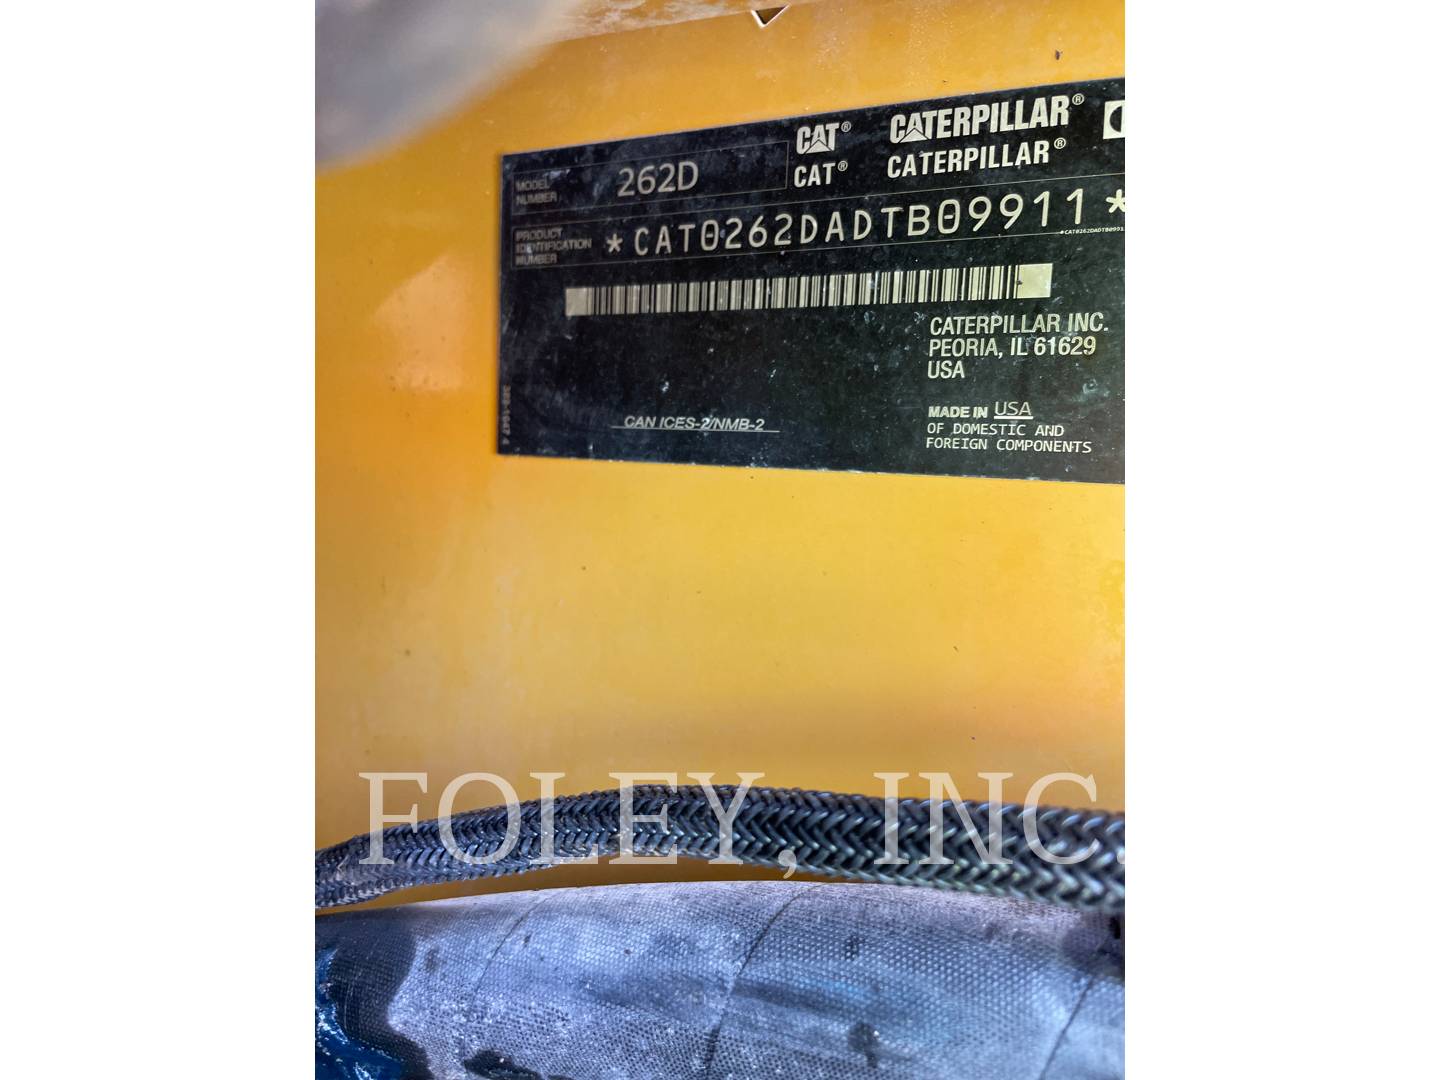 CAT® CATERPILLAR®
CAT® CATERPILLAR®
MODEL NUMBER 262D
PRODUCT IDENTIFICATION NUMBER *CAT0262DADTB09911*
*CAT0262DADTB0991
CATERPILLAR INC.
PEORIA, IL 61629
USA
CAN ICES-2/NMB-2
MADE IN USA
OF DOMESTIC AND
FOREIGN COMPONENTS
FOLEY, INC.